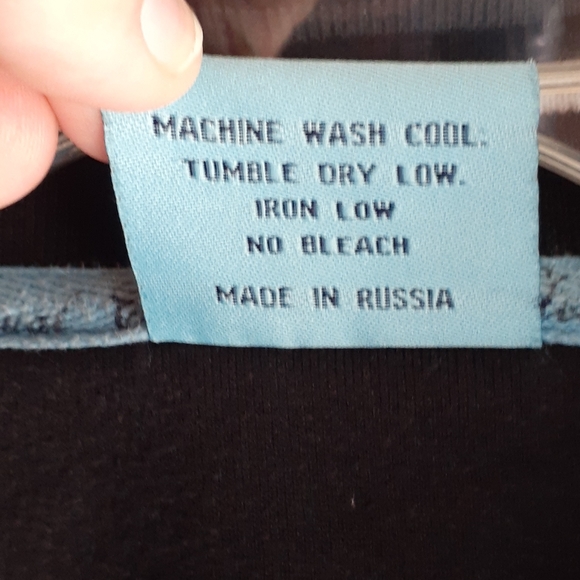 MACHINE WASH COOL.
TUMBLE DRY LOW.
IRON LOW
NO BLEACH
MADE IN RUSSIA